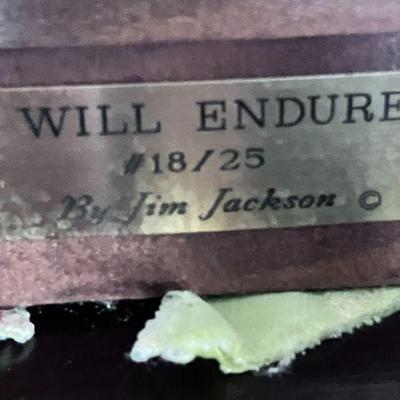 WILL ENDURE
#18/25
By Jim Jackson ©